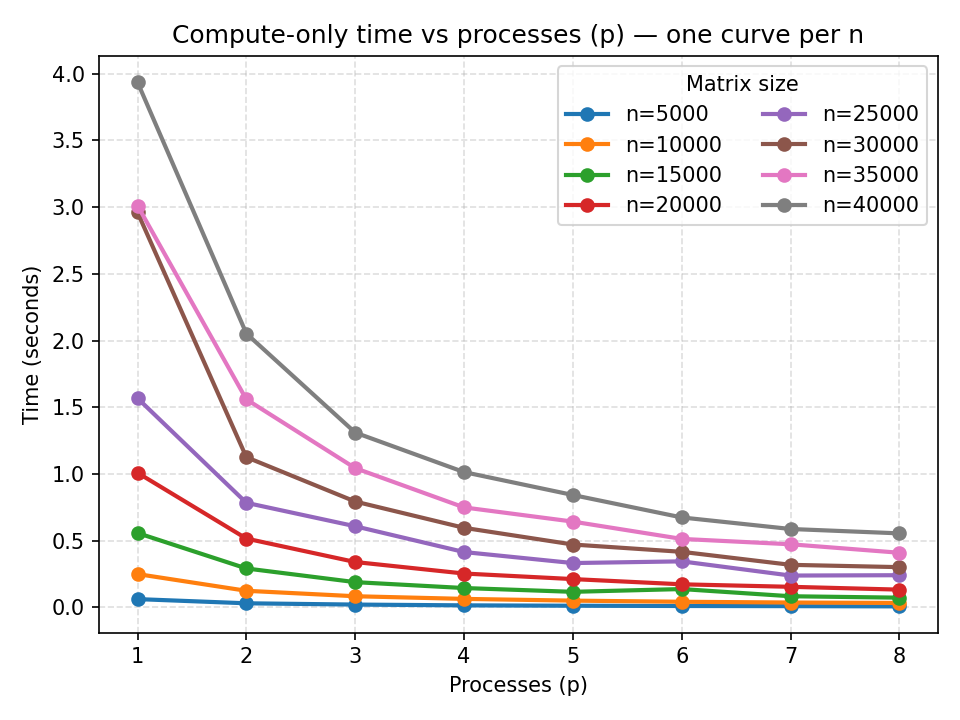 Compute-only time vs processes (p) — one curve per n
Time (seconds)
4.0
3.5
3.0
2.5
2.0
1.5
1.0
0.5
0.0
Matrix size
n=5000
n=10000
n=15000
n=20000
n=25000
n=30000
n=35000
n=40000
1 2 3 4 5 6 7 8
Processes (p)